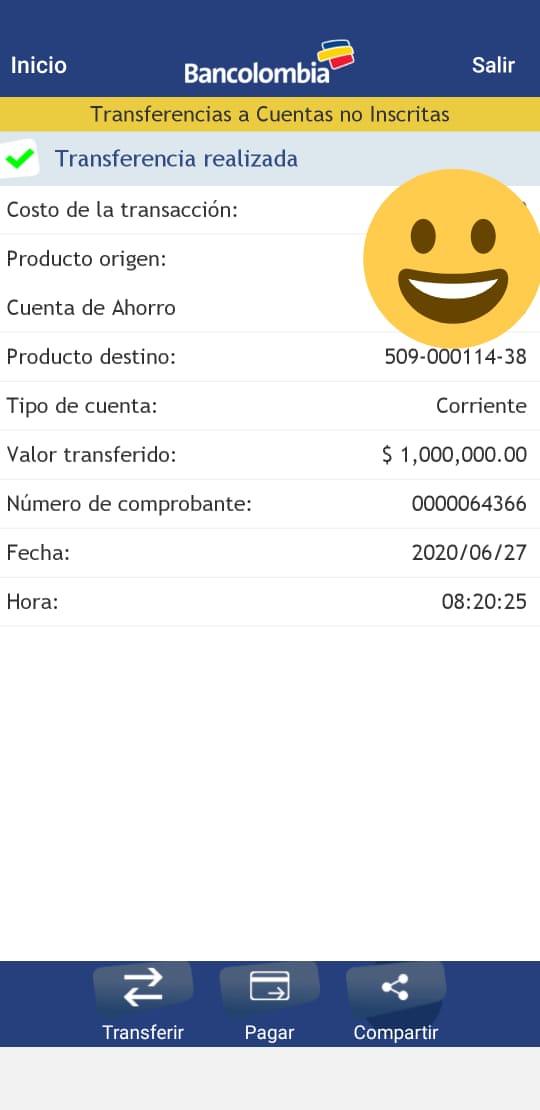 Inicio
Bancolombia
Salir
Transferencias a Cuentas no Inscritas
Transferencia realizada
Costo de la transacción:
Producto origen:
Cuenta de Ahorro
Producto destino: 509-000114-38
Tipo de cuenta: Corriente
Valor transferido: $ 1,000,000.00
Número de comprobante: 0000064366
Fecha: 2020/06/27
Hora: 08:20:25
Transferir
Pagar
Compartir